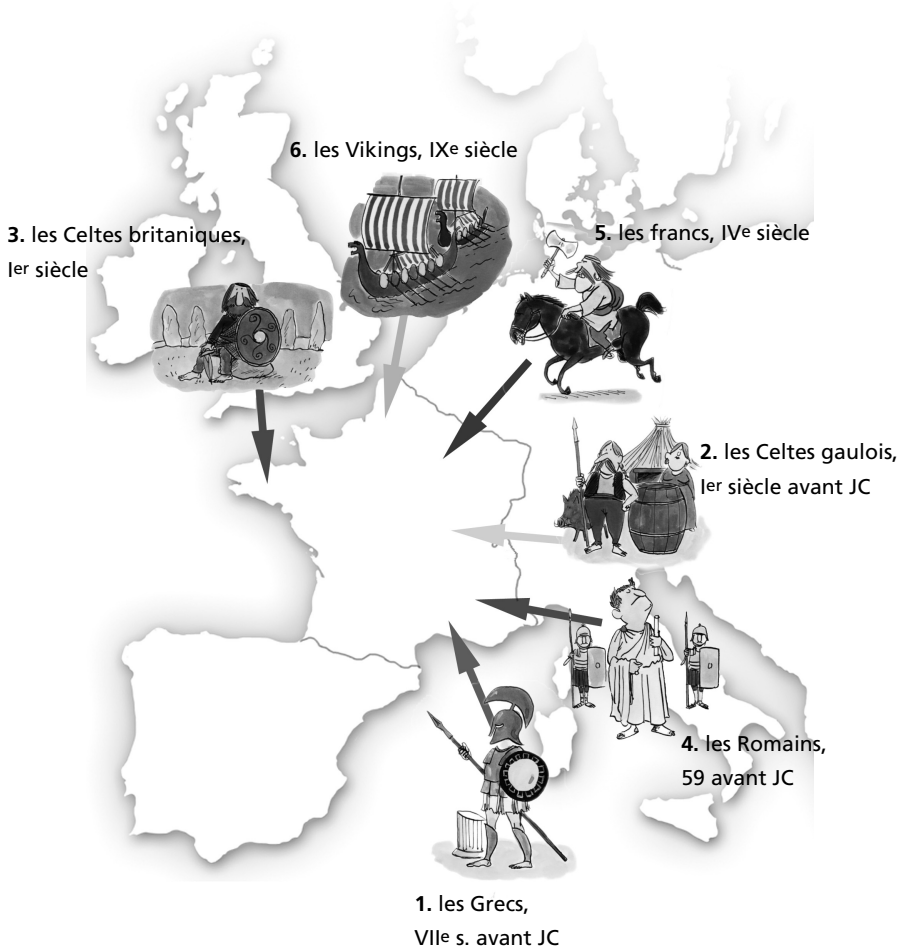 6. les Vikings, IXe siècle
3. les Celtes britaniques,
Ier siècle
5. les francs, IVe siècle
2. les Celtes gaulois,
Ier siècle avant JC
4. les Romains,
59 avant JC
1. les Grecs,
VIIe s. avant JC